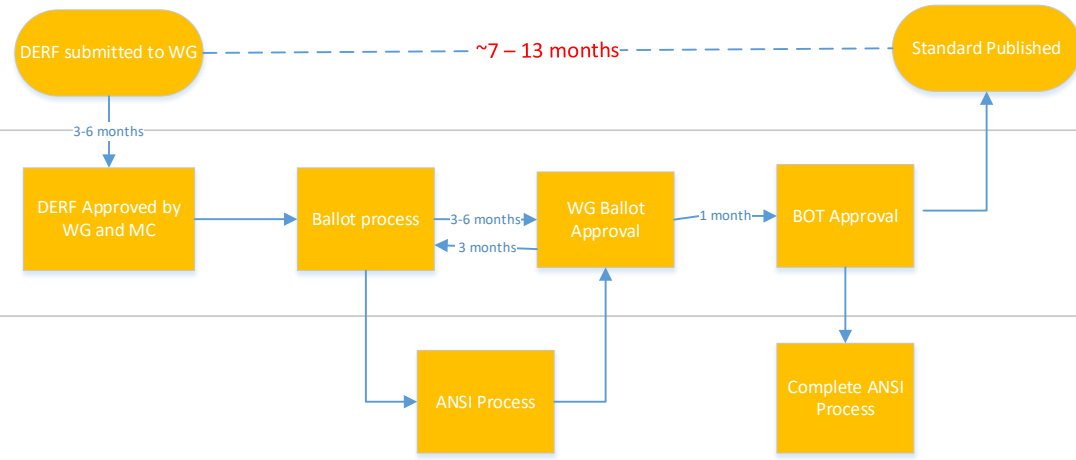 DERF submitted to WG
~7 – 13 months
Standard Published
3-6 months
DERF Approved by
WG and MC
Ballot process
3-6 months
3 months
WG Ballot
Approval
1 month
BOT Approval
ANSI Process
Complete ANSI
Process